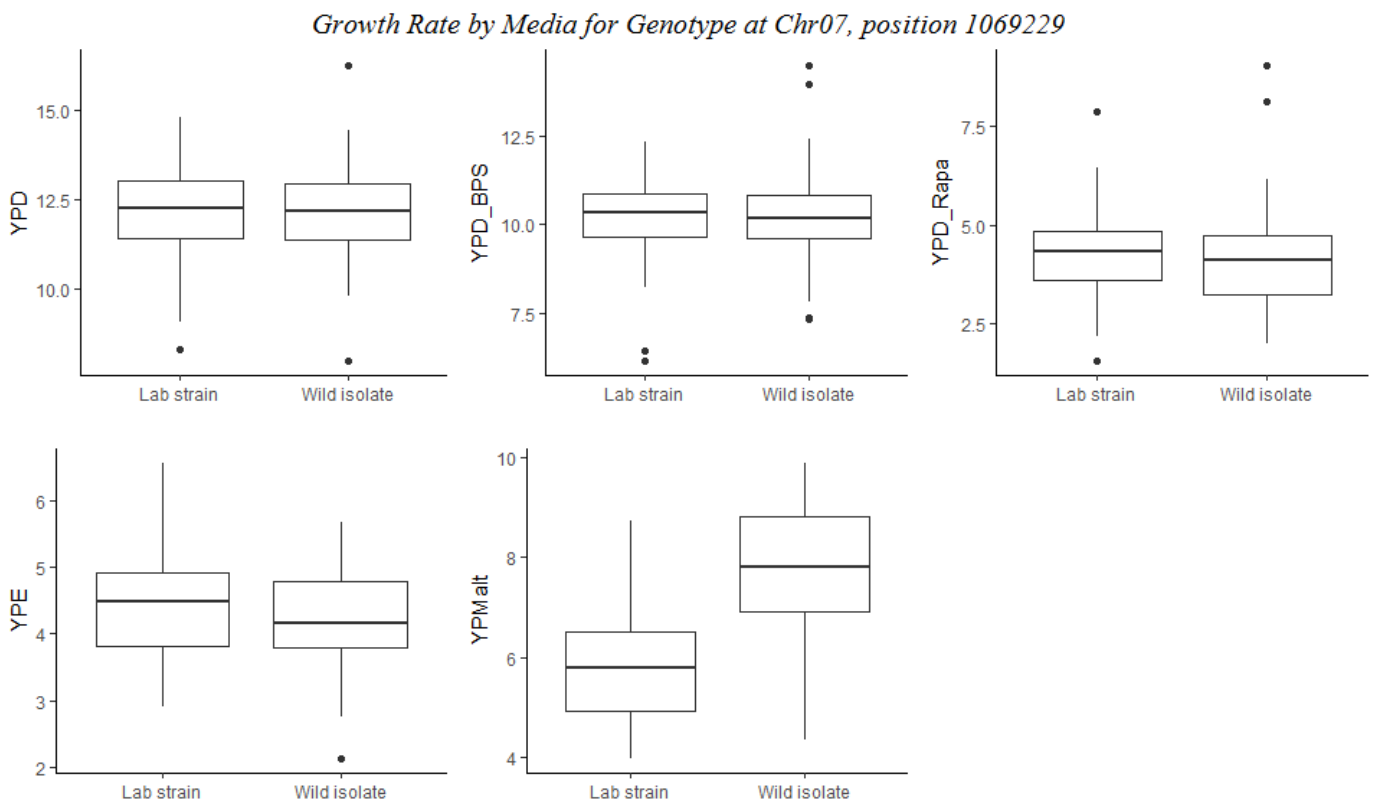 Growth Rate by Media for Genotype at Chr07, position 1069229
YPD
15.0
12.5
10.0
Lab strain Wild isolate
YPD_BPS
12.5
10.0
7.5
Lab strain Wild isolate
YPD_Rapa
7.5
5.0
2.5
Lab strain Wild isolate
YPE
6
5
4
3
2
Lab strain Wild isolate
YPMalt
10
8
6
4
Lab strain Wild isolate